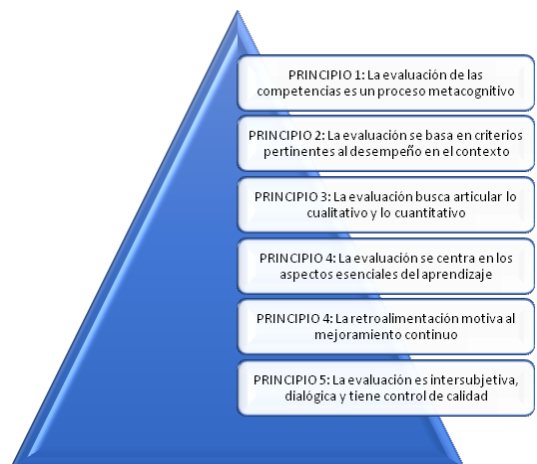 PRINCIPIO 1: La evaluación de las
competencias es un proceso metacognitivo
PRINCIPIO 2: La evaluación se basa en criterios
pertinentes al desempeño en el contexto
PRINCIPIO 3: La evaluación busca articular lo
cualitativo y lo cuantitativo
PRINCIPIO 4: La evaluación se centra en los
aspectos esenciales del aprendizaje
PRINCIPIO 4: La retroalimentación motiva al
mejoramiento continuo
PRINCIPIO 5: La evaluación es intersubjetiva,
dialógica y tiene control de calidad